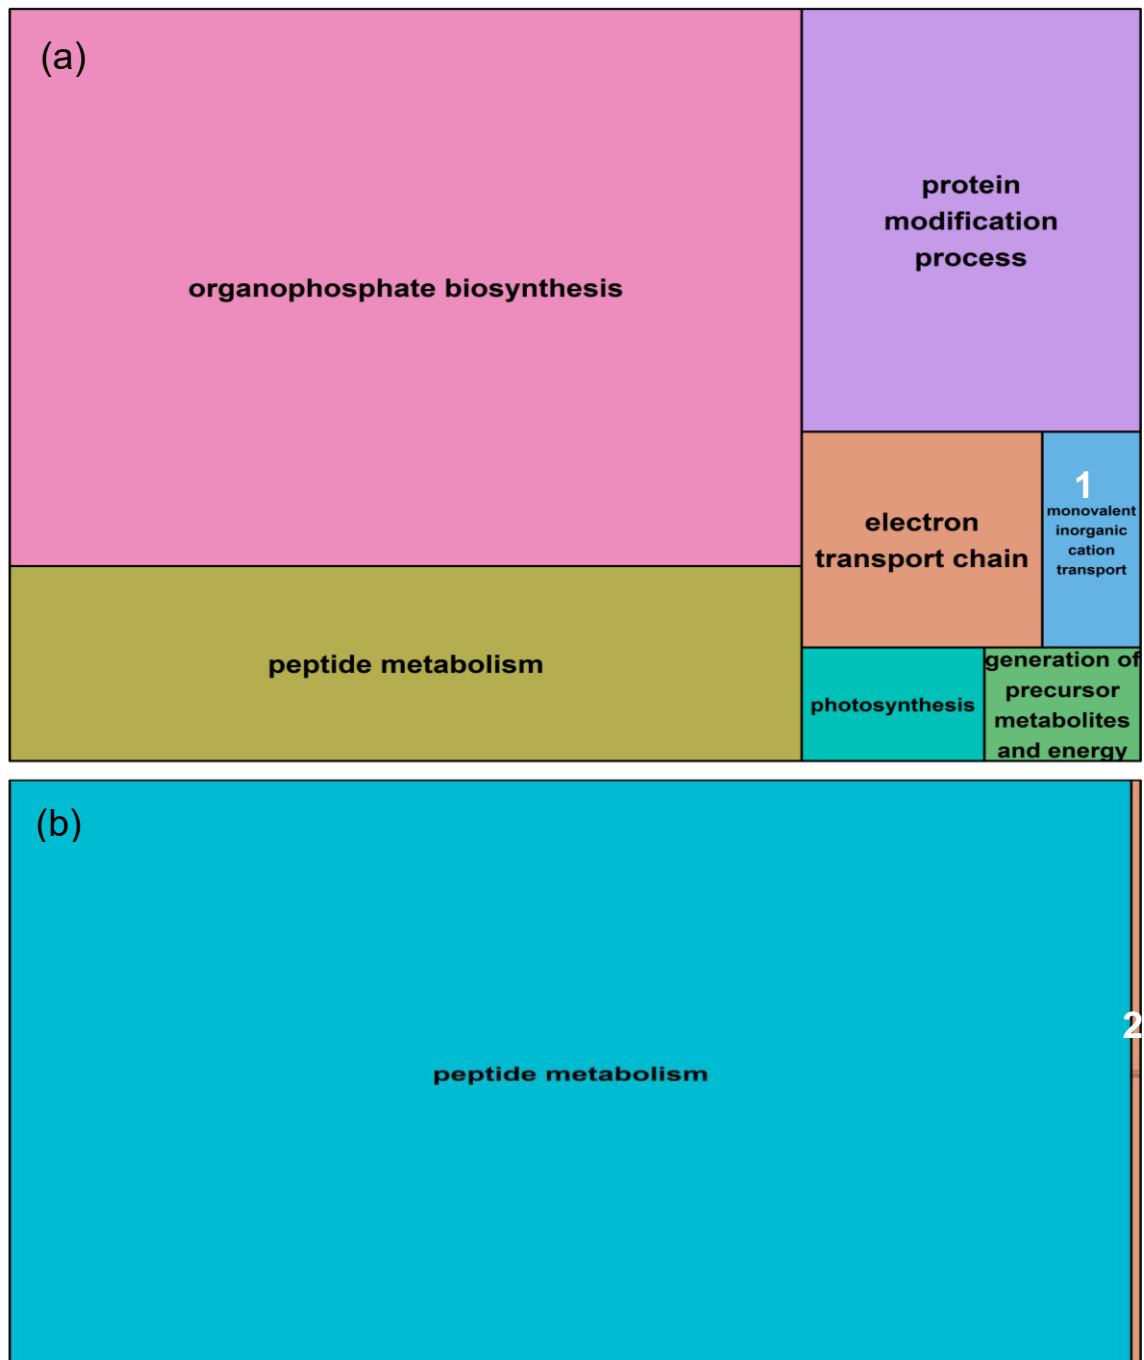 (a)
organophosphate biosynthesis
protein
modification
process
electron
transport chain
1
monovalent
inorganic
cation
transport
peptide metabolism
photosynthesis
generation of
precursor
metabolites
and energy
(b)
peptide metabolism
2